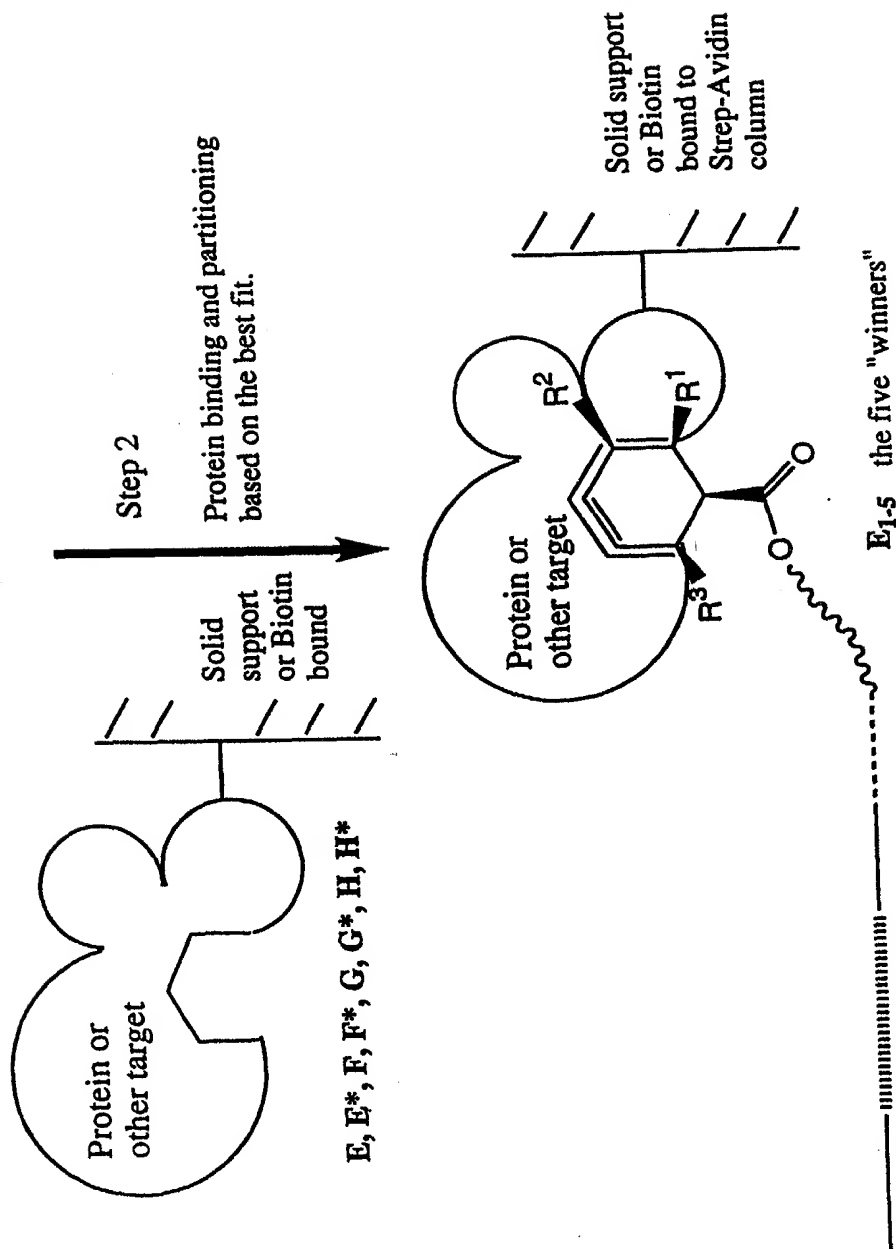 Protein or
other target
Solid
support
or Biotin
bound
E, E*, F, F*, G, G*, H, H*
Step 2
Protein binding and partitioning
based on the best fit.
Protein or
other target
R²
R¹
R³
O
O
Solid support
or Biotin
bound to
Strep-Avidin
column
E₁₋₅ the five "winners"